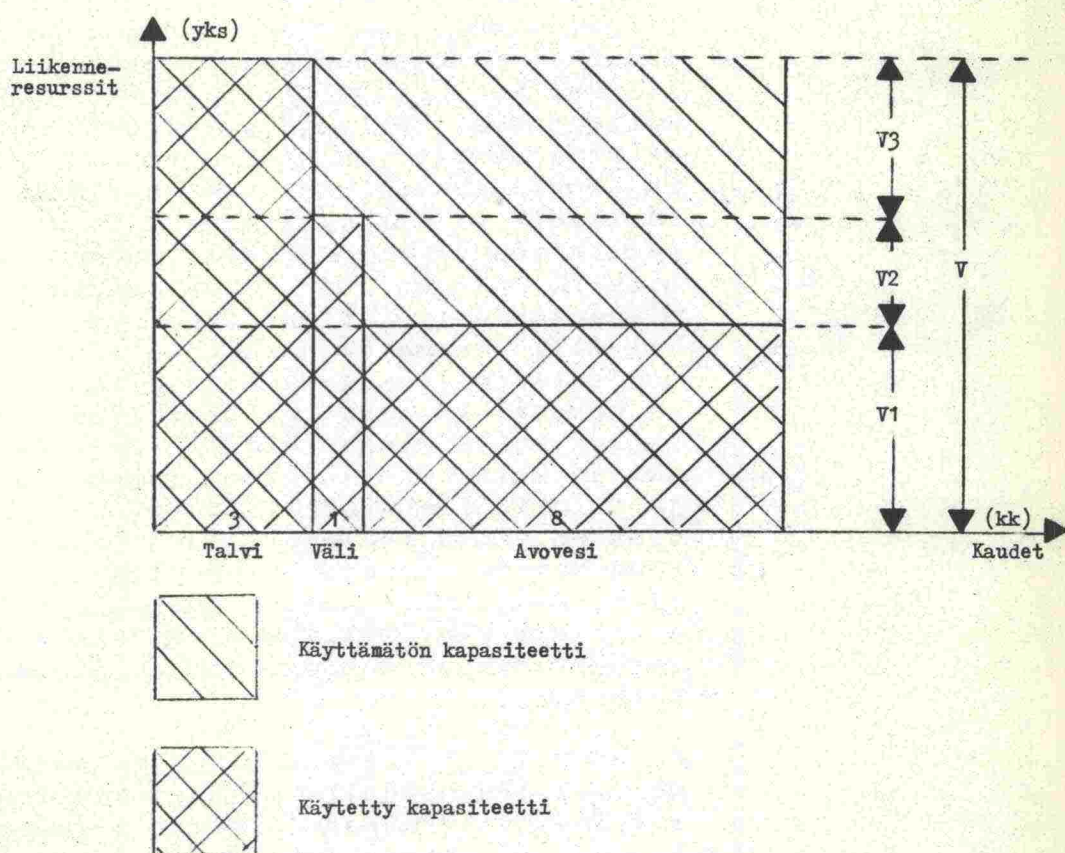 (yks)
Liikenne-
resurssit
V3
V2
V
V1
3 1 8
(kk)
Talvi Väli Avovesi Kaudet
Käyttämätön kapasiteetti
Käytetty kapasiteetti